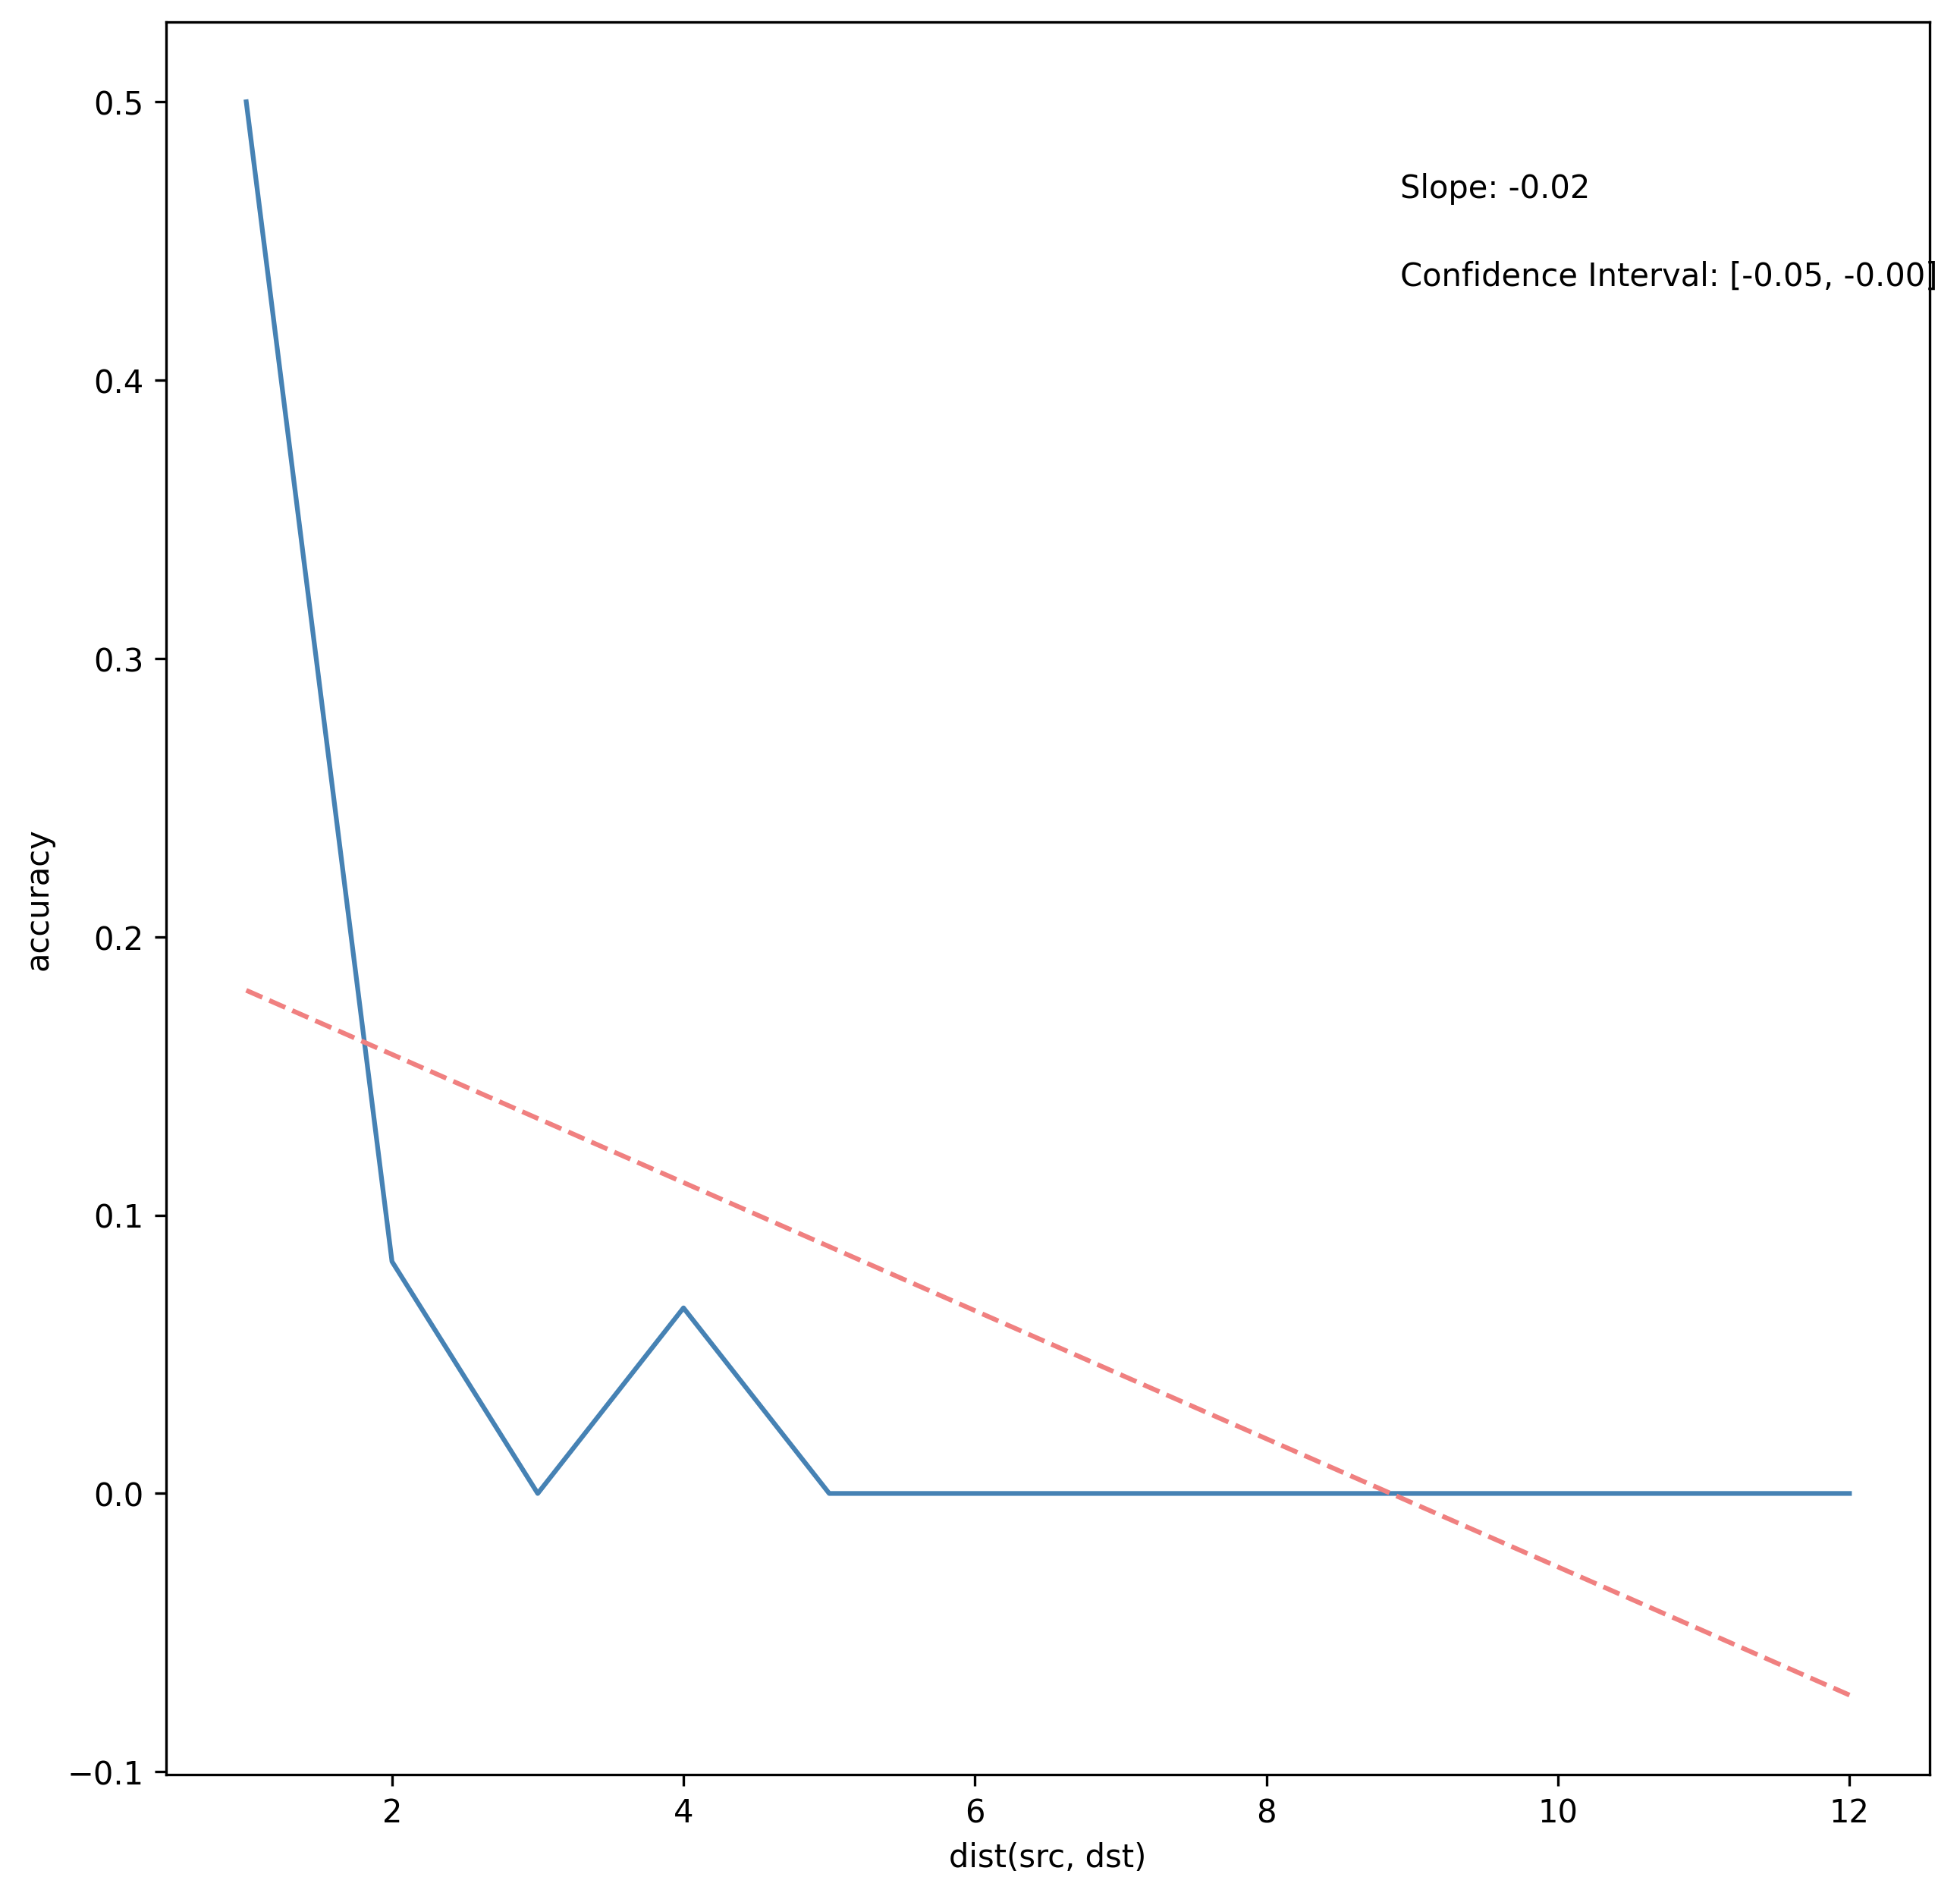 0.5
0.4
0.3
0.2
0.1
0.0
−0.1
accuracy
Slope: -0.02
Confidence Interval: [-0.05, -0.00]
2 4 6 8 10 12
dist(src, dst)